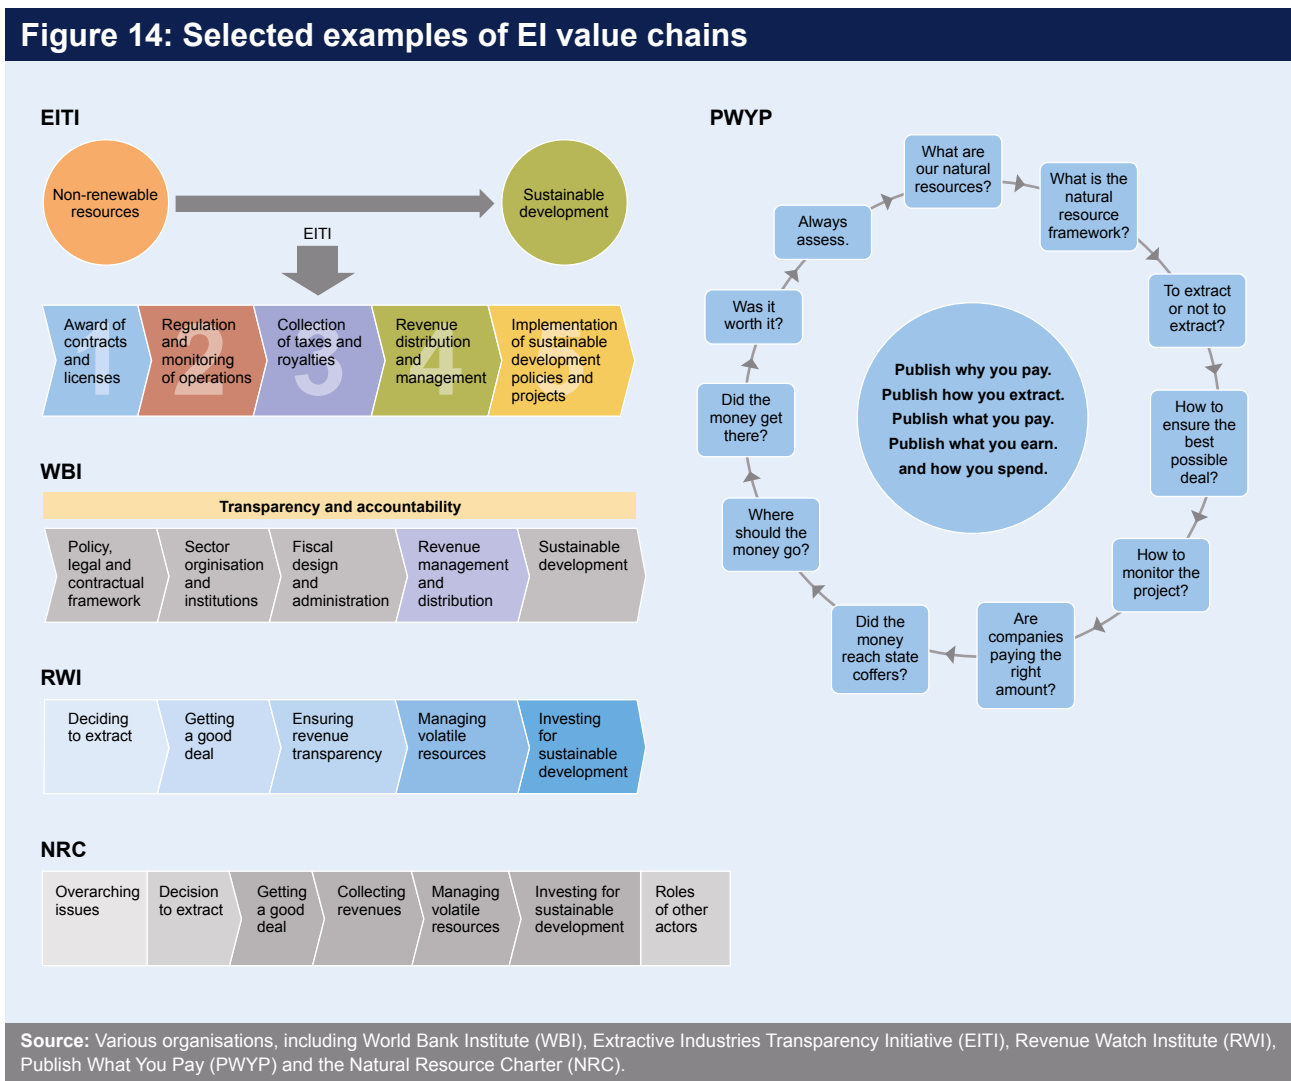 Figure 14: Selected examples of EI value chains
EITI
Non-renewable
resources
Sustainable
development
EITI
1
Award of
contracts
and
licenses
2
Regulation
and
monitoring
of operations
3
Collection
of taxes and
royalties
4
Revenue
distribution
and
management
5
Implementation
of sustainable
development
policies and
projects
WBI
Transparency and accountability
Policy,
legal and
contractual
framework
Sector
orginisation
and
institutions
Fiscal
design
and
administration
Revenue
management
and
distribution
Sustainable
development
RWI
Deciding
to extract
Getting
a good
deal
Ensuring
revenue
transparency
Managing
volatile
resources
Investing
for
sustainable
development
NRC
Overarching
issues
Decision
to extract
Getting
a good
deal
Collecting
revenues
Managing
volatile
resources
Investing for
sustainable
development
Roles
of other
actors
PWYP
What are
our natural
resources?
What is the
natural
resource
framework?
To extract
or not to
extract?
How to
ensure the
best
possible
deal?
How to
monitor the
project?
Are
companies
paying the
right
amount?
Did the
money
reach state
coffers?
Where
should the
money go?
Did the
money get
there?
Was it
worth it?
Always
assess.
Publish why you pay.
Publish how you extract.
Publish what you pay.
Publish what you earn.
and how you spend.
Source: Various organisations, including World Bank Institute (WBI), Extractive Industries Transparency Initiative (EITI), Revenue Watch Institute (RWI),
Publish What You Pay (PWYP) and the Natural Resource Charter (NRC).